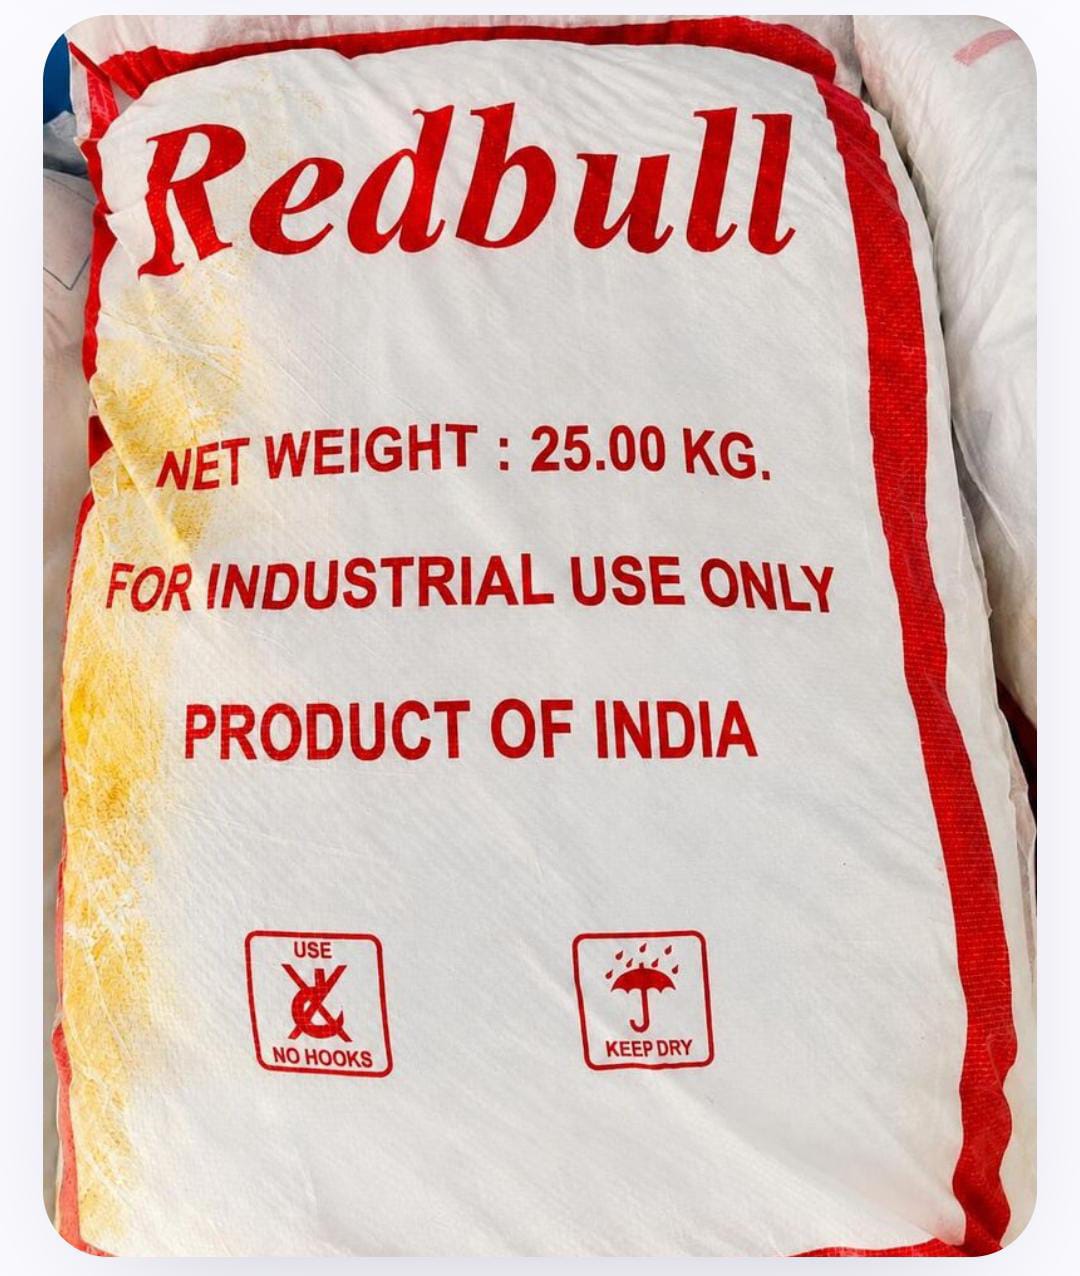 Redbull
NET WEIGHT : 25.00 KG.
FOR INDUSTRIAL USE ONLY
PRODUCT OF INDIA
USE
NO HOOKS
KEEP DRY